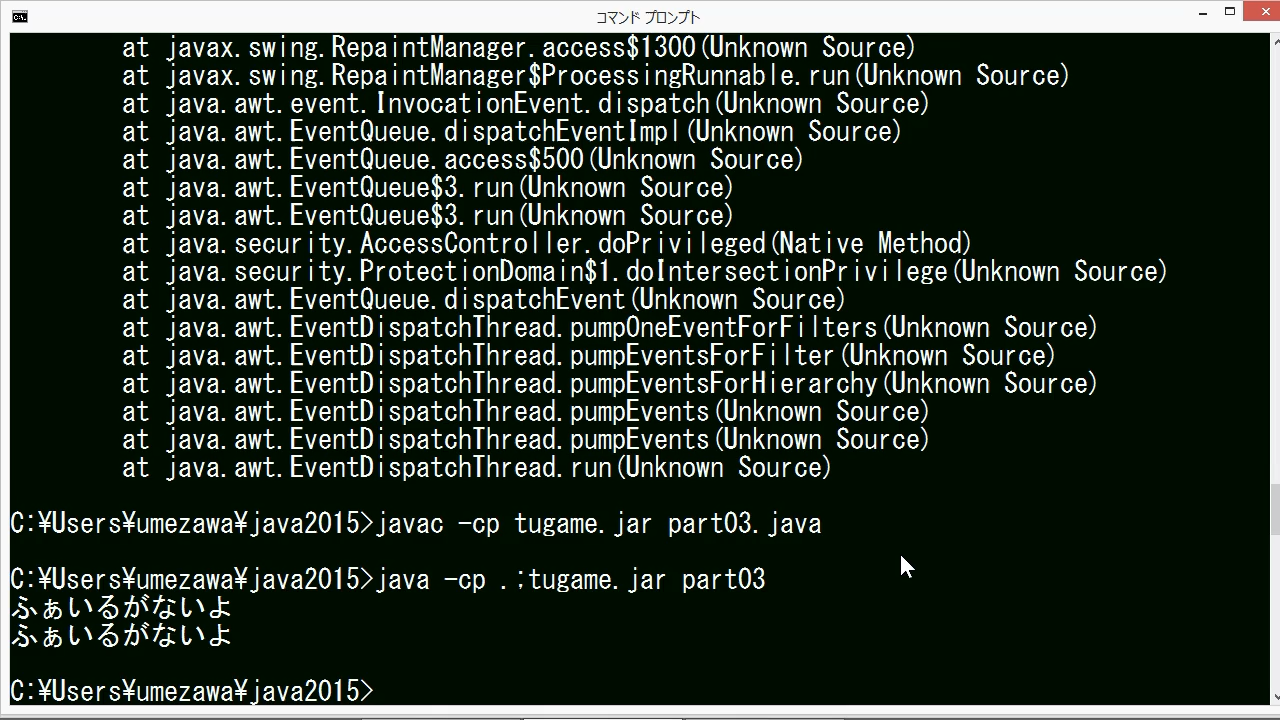 コマンド プロンプト
at javax.swing.RepaintManager.access$1300(Unknown Source)
at javax.swing.RepaintManager$ProcessingRunnable.run(Unknown Source)
at java.awt.event.InvocationEvent.dispatch(Unknown Source)
at java.awt.EventQueue.dispatchEventImpl(Unknown Source)
at java.awt.EventQueue.access$500(Unknown Source)
at java.awt.EventQueue$3.run(Unknown Source)
at java.awt.EventQueue$3.run(Unknown Source)
at java.security.AccessController.doPrivileged(Native Method)
at java.security.ProtectionDomain$1.doIntersectionPrivilege(Unknown Source)
at java.awt.EventQueue.dispatchEvent(Unknown Source)
at java.awt.EventDispatchThread.pumpOneEventForFilters(Unknown Source)
at java.awt.EventDispatchThread.pumpEventsForFilter(Unknown Source)
at java.awt.EventDispatchThread.pumpEventsForHierarchy(Unknown Source)
at java.awt.EventDispatchThread.pumpEvents(Unknown Source)
at java.awt.EventDispatchThread.pumpEvents(Unknown Source)
at java.awt.EventDispatchThread.run(Unknown Source)
C:¥Users¥umezawa¥java2015>javac -cp tugame.jar part03.java
C:¥Users¥umezawa¥java2015>java -cp .;tugame.jar part03
ふぁいるがないよ
ふぁいるがないよ
C:¥Users¥umezawa¥java2015>